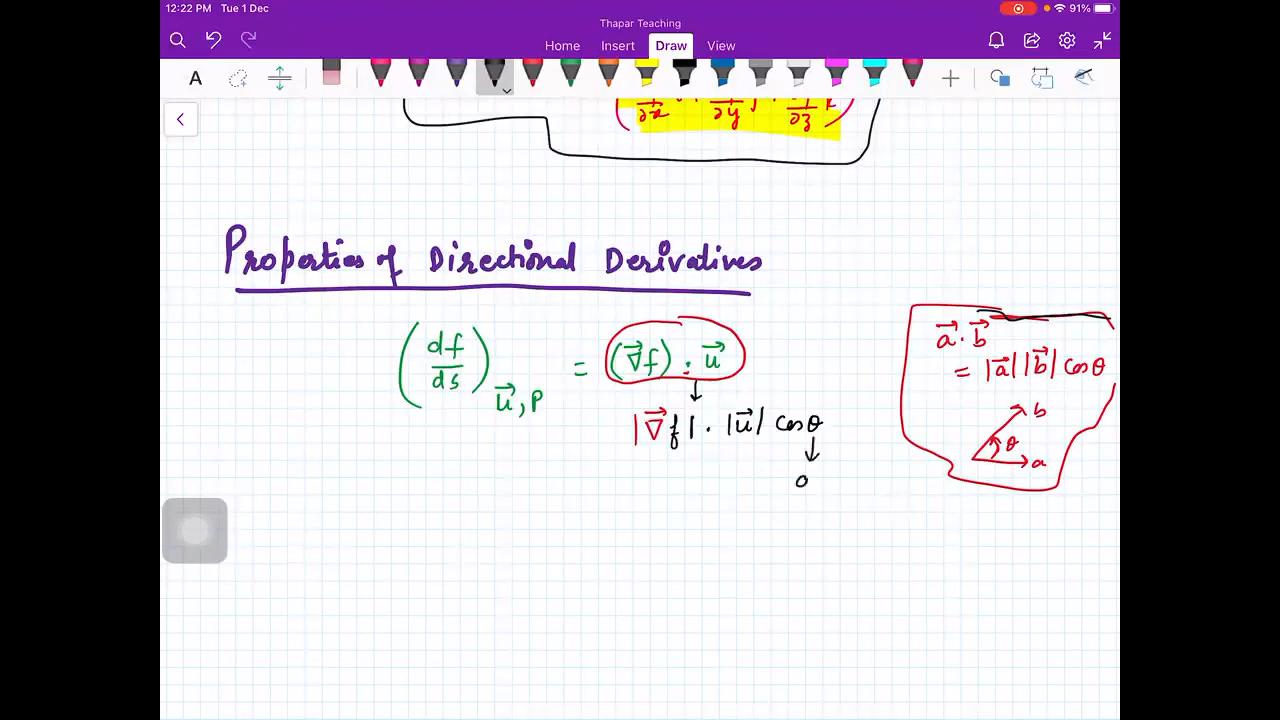 12:22 PM Tue 1 Dec
91%
Thapar Teaching
Home Insert Draw View
A
∂x ∂y ∂z
Properties of Directional Derivatives
(df/ds) u⃗, P = (∇⃗f) · u⃗
|∇⃗f| · |u⃗| cosθ
0
a⃗ · b⃗
= |a⃗| |b⃗| cosθ
b
θ
a